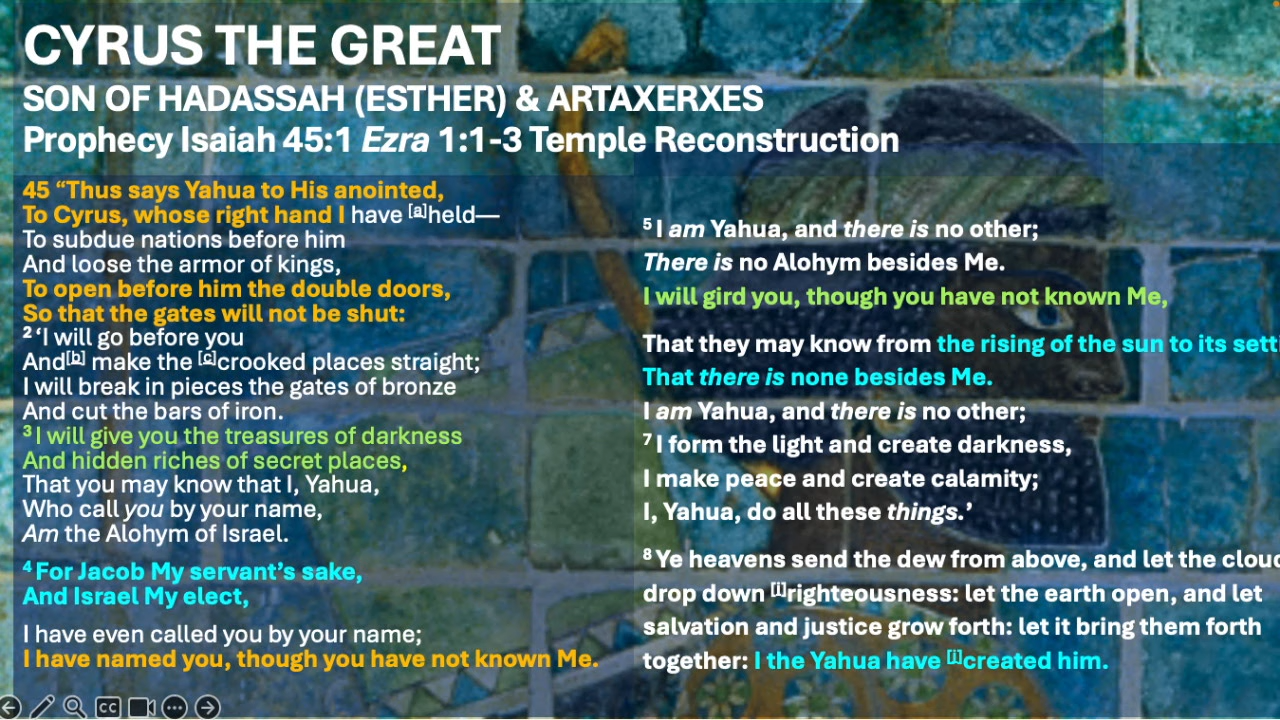 CYRUS THE GREAT
SON OF HADASSAH (ESTHER) & ARTAXERXES
Prophecy Isaiah 45:1 Ezra 1:1-3 Temple Reconstruction
45 “Thus says Yahua to His anointed,
To Cyrus, whose right hand I have [a]held—
To subdue nations before him
And loose the armor of kings,
To open before him the double doors,
So that the gates will not be shut:
2 ‘I will go before you
And[b] make the [c]crooked places straight;
I will break in pieces the gates of bronze
And cut the bars of iron.
3 I will give you the treasures of darkness
And hidden riches of secret places,
That you may know that I, Yahua,
Who call you by your name,
Am the Alohym of Israel.
4 For Jacob My servant’s sake,
And Israel My elect,
I have even called you by your name;
I have named you, though you have not known Me.
5 I am Yahua, and there is no other;
There is no Alohym besides Me.
I will gird you, though you have not known Me,
That they may know from the rising of the sun to its setti
That there is none besides Me.
I am Yahua, and there is no other;
7 I form the light and create darkness,
I make peace and create calamity;
I, Yahua, do all these things.’
8 Ye heavens send the dew from above, and let the cloud
drop down [i]righteousness: let the earth open, and let
salvation and justice grow forth: let it bring them forth
together: I the Yahua have [j]created him.
CC